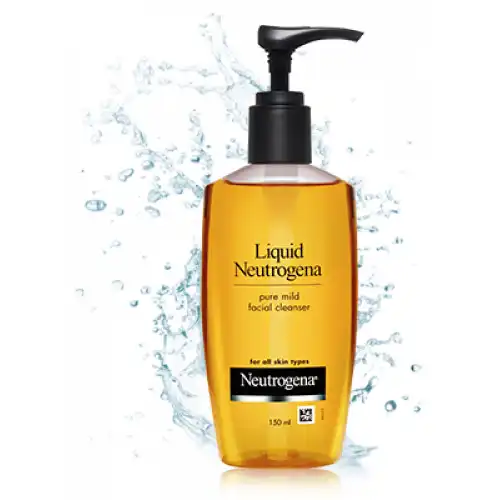 Liquid
Neutrogena
pure mild
facial cleanser
for all skin types
Neutrogena®
150 ml